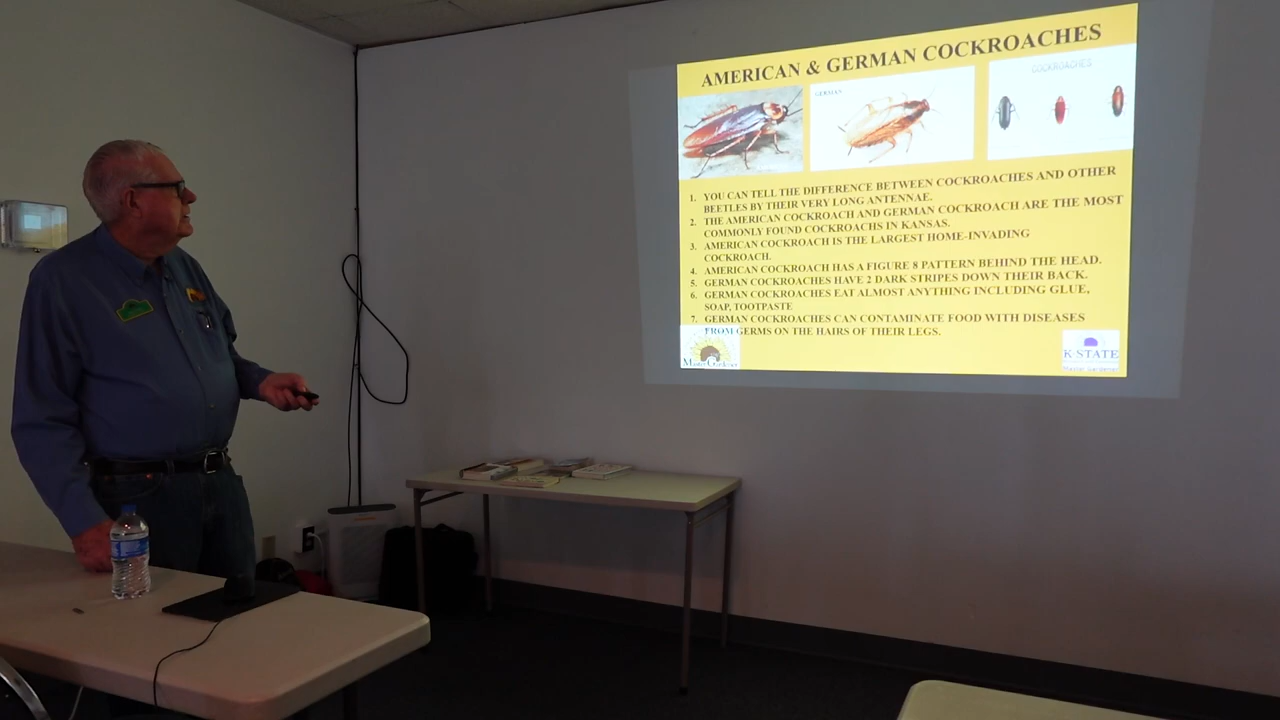 AMERICAN & GERMAN COCKROACHES
GERMAN
COCKROACHES
1. YOU CAN TELL THE DIFFERENCE BETWEEN COCKROACHES AND OTHER
BEETLES BY THEIR VERY LONG ANTENNAE.
2. THE AMERICAN COCKROACH AND GERMAN COCKROACH ARE THE MOST
COMMONLY FOUND COCKROACHS IN KANSAS.
3. AMERICAN COCKROACH IS THE LARGEST HOME-INVADING
COCKROACH.
4. AMERICAN COCKROACH HAS A FIGURE 8 PATTERN BEHIND THE HEAD.
5. GERMAN COCKROACHES HAVE 2 DARK STRIPES DOWN THEIR BACK.
6. GERMAN COCKROACHES EAT ALMOST ANYTHING INCLUDING GLUE,
SOAP, TOOTPASTE
7. GERMAN COCKROACHES CAN CONTAMINATE FOOD WITH DISEASES
FROM GERMS ON THE HAIRS OF THEIR LEGS.
Master Gardener
K-STATE
Master Gardener